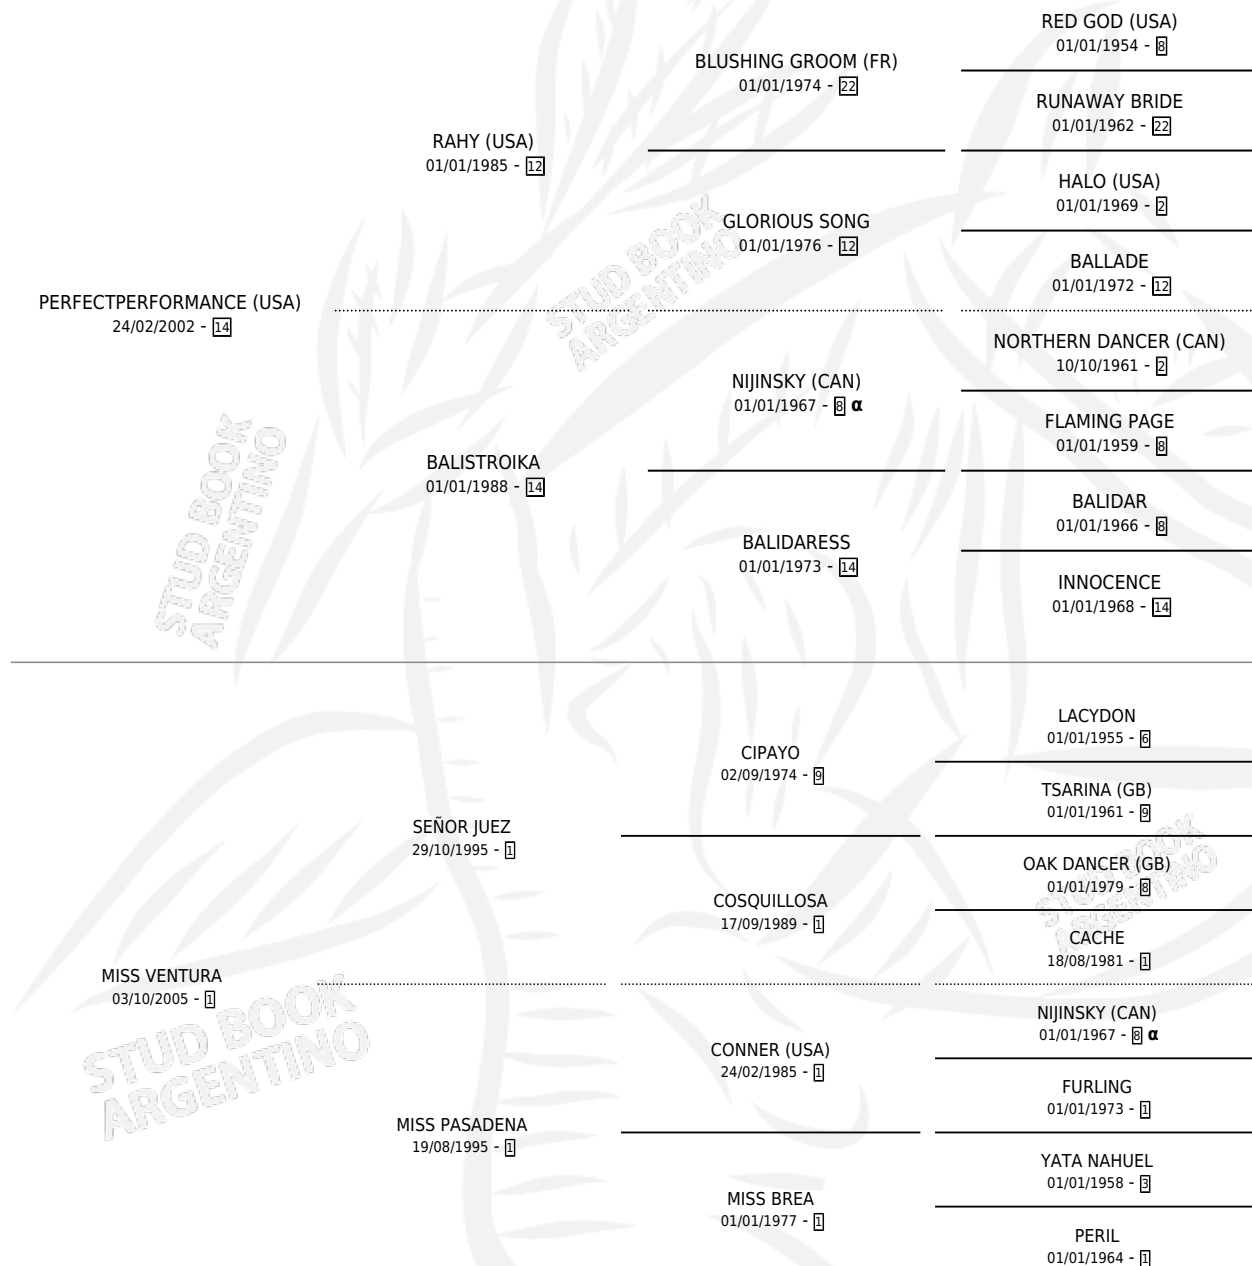 RED GOD (USA)
01/01/1954 - 8
BLUSHING GROOM (FR)
01/01/1974 - 22
RUNAWAY BRIDE
01/01/1962 - 22
RAHY (USA)
01/01/1985 - 12
HALO (USA)
01/01/1969 - 2
GLORIOUS SONG
01/01/1976 - 12
BALLADE
01/01/1972 - 12
PERFECTPERFORMANCE (USA)
24/02/2002 - 14
NORTHERN DANCER (CAN)
10/10/1961 - 2
NIJINSKY (CAN)
01/01/1967 - 8 α
FLAMING PAGE
01/01/1959 - 8
BALISTROIKA
01/01/1988 - 14
BALIDAR
01/01/1966 - 8
BALIDARESS
01/01/1973 - 14
INNOCENCE
01/01/1968 - 14
LACYDON
01/01/1955 - 6
CIPAYO
02/09/1974 - 9
TSARINA (GB)
01/01/1961 - 9
SEÑOR JUEZ
29/10/1995 - 1
OAK DANCER (GB)
01/01/1979 - 8
COSQUILLOSA
17/09/1989 - 1
CACHE
18/08/1981 - 1
MISS VENTURA
03/10/2005 - 1
NIJINSKY (CAN)
01/01/1967 - 8 α
CONNER (USA)
24/02/1985 - 1
FURLING
01/01/1973 - 1
MISS PASADENA
19/08/1995 - 1
YATA NAHUEL
01/01/1958 - 3
MISS BREA
01/01/1977 - 1
PERIL
01/01/1964 - 1
STUD BOOK
ARGENTINO
STUD BOOK
ARGENTINO
STUD BOOK
ARGENTINO
STUD BOOK
ARGENTINO